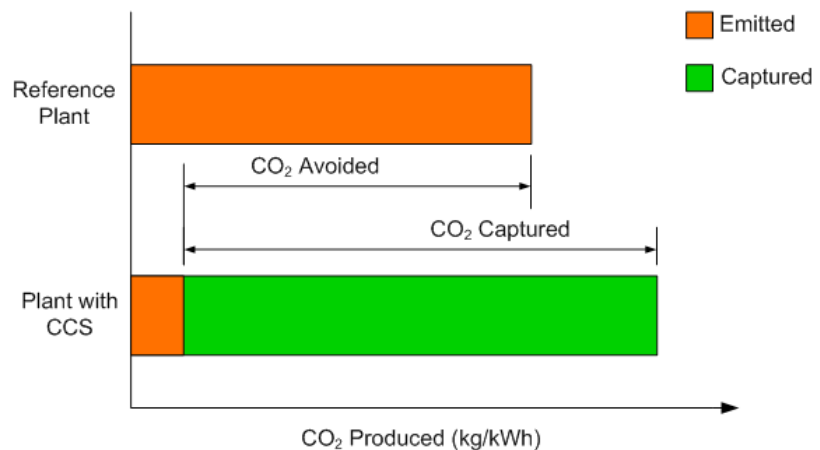 Emitted
Captured
Reference
Plant
CO₂ Avoided
CO₂ Captured
Plant with
CCS
CO₂ Produced (kg/kWh)